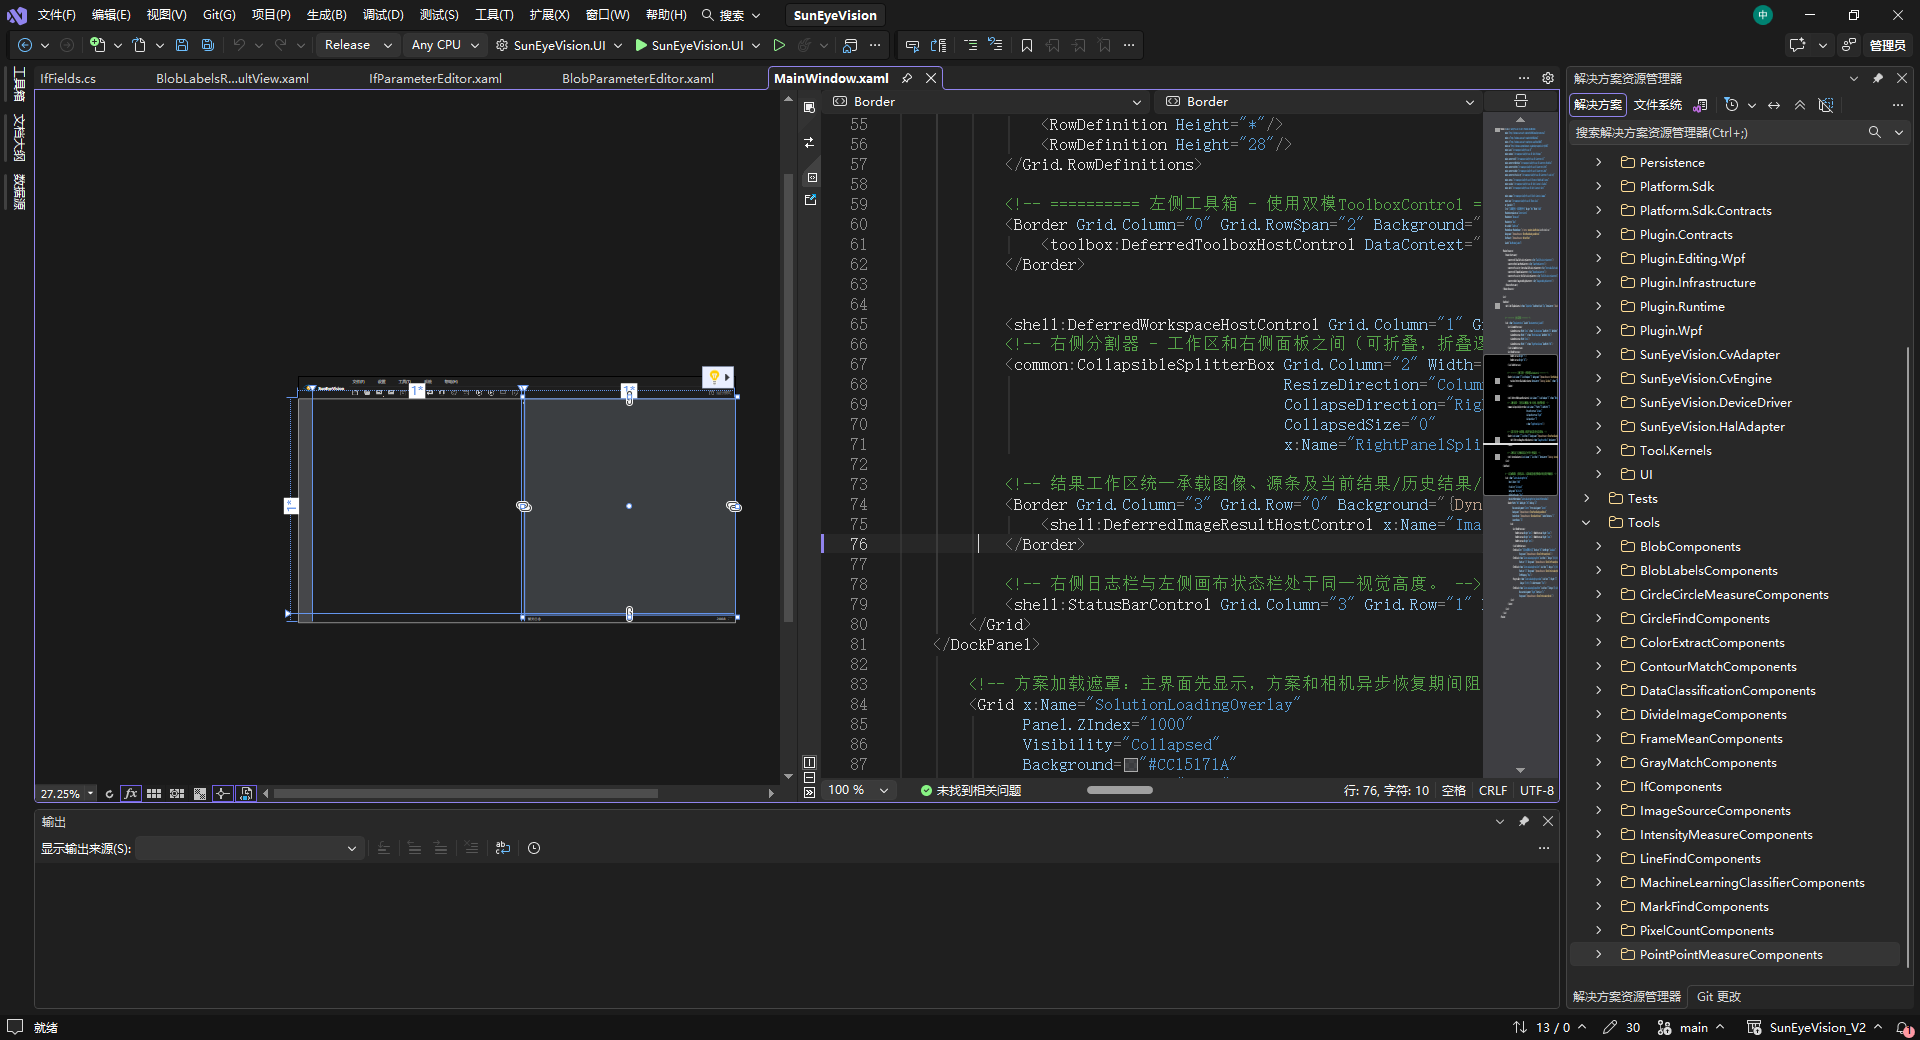 文件(F) 编辑(E) 视图(V) Git(G) 项目(P) 生成(B) 调试(D) 测试(S) 工具(T) 扩展(X) 窗口(W) 帮助(H) 搜索 SunEyeVision 中
Release Any CPU SunEyeVision.UI SunEyeVision.UI 管理员
工具箱
文档大纲
数据源
IfFields.cs BlobLabelsR...ultView.xaml IfParameterEditor.xaml BlobParameterEditor.xaml MainWindow.xaml
Border Border
55 <RowDefinition Height="*"/>
56 <RowDefinition Height="28"/>
57 </Grid.RowDefinitions>
58
59 <!-- ========== 左侧工具箱 - 使用双模ToolboxControl =
60 <Border Grid.Column="0" Grid.RowSpan="2" Background="
61 <toolbox:DeferredToolboxHostControl DataContext="
62 </Border>
63
64
65 <shell:DeferredWorkspaceHostControl Grid.Column="1" G
66 <!-- 右侧分割器 - 工作区和右侧面板之间（可折叠，折叠
67 <common:CollapsibleSplitterBox Grid.Column="2" Width=
68 ResizeDirection="Colum
69 CollapseDirection="Rig
70 CollapsedSize="0"
71 x:Name="RightPanelSpli
72
73 <!-- 结果工作区统一承载图像、源条及当前结果/历史结果/
74 <Border Grid.Column="3" Grid.Row="0" Background="{Dyn
75 <shell:DeferredImageResultHostControl x:Name="Ima
76 </Border>
77
78 <!-- 右侧日志栏与左侧画布状态栏处于同一视觉高度。 -->
79 <shell:StatusBarControl Grid.Column="3" Grid.Row="1"
80 </Grid>
81 </DockPanel>
82
83 <!-- 方案加载遮罩：主界面先显示，方案和相机异步恢复期间阻
84 <Grid x:Name="SolutionLoadingOverlay"
85 Panel.ZIndex="1000"
86 Visibility="Collapsed"
87 Background="#CC15171A"
1* 1*
1*
27.25% fx
100 % 未找到相关问题 行: 76, 字符: 10 空格 CRLF UTF-8
输出
显示输出来源(S):
解决方案资源管理器
解决方案 文件系统
搜索解决方案资源管理器(Ctrl+;)
Persistence
Platform.Sdk
Platform.Sdk.Contracts
Plugin.Contracts
Plugin.Editing.Wpf
Plugin.Infrastructure
Plugin.Runtime
Plugin.Wpf
SunEyeVision.CvAdapter
SunEyeVision.CvEngine
SunEyeVision.DeviceDriver
SunEyeVision.HalAdapter
Tool.Kernels
UI
Tests
Tools
BlobComponents
BlobLabelsComponents
CircleCircleMeasureComponents
CircleFindComponents
ColorExtractComponents
ContourMatchComponents
DataClassificationComponents
DivideImageComponents
FrameMeanComponents
GrayMatchComponents
IfComponents
ImageSourceComponents
IntensityMeasureComponents
LineFindComponents
MachineLearningClassifierComponents
MarkFindComponents
PixelCountComponents
PointPointMeasureComponents
解决方案资源管理器 Git 更改
就绪 13 / 0 30 main SunEyeVision_V2 1